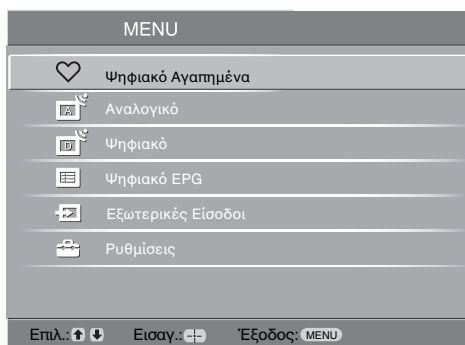 MENU
Ψηφιακό Αγαπημένα
Αναλογικό
Ψηφιακό
Ψηφιακό EPG
Εξωτερικές Είσοδοι
Ρυθμίσεις
Επιλ.: Εισαγ.: Έξοδος: MENU